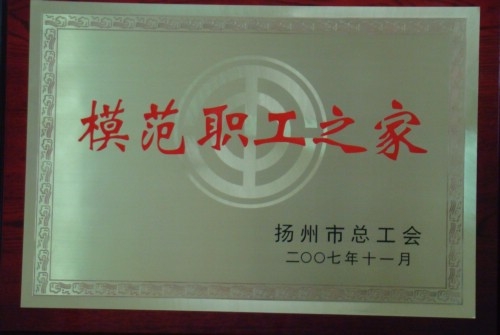 模范职工之家
扬州市总工会
二〇〇七年十一月